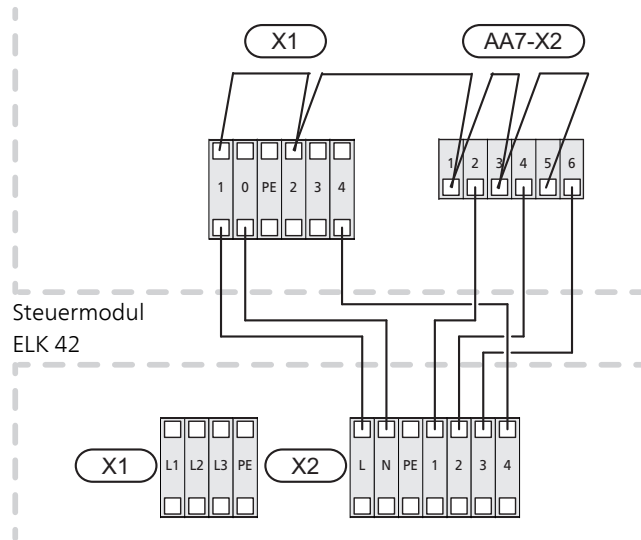 X1 AA7-X2
1 0 PE 2 3 4
1 2 3 4 5 6
Steuermodul
ELK 42
X1 L1 L2 L3 PE X2 L N PE 1 2 3 4